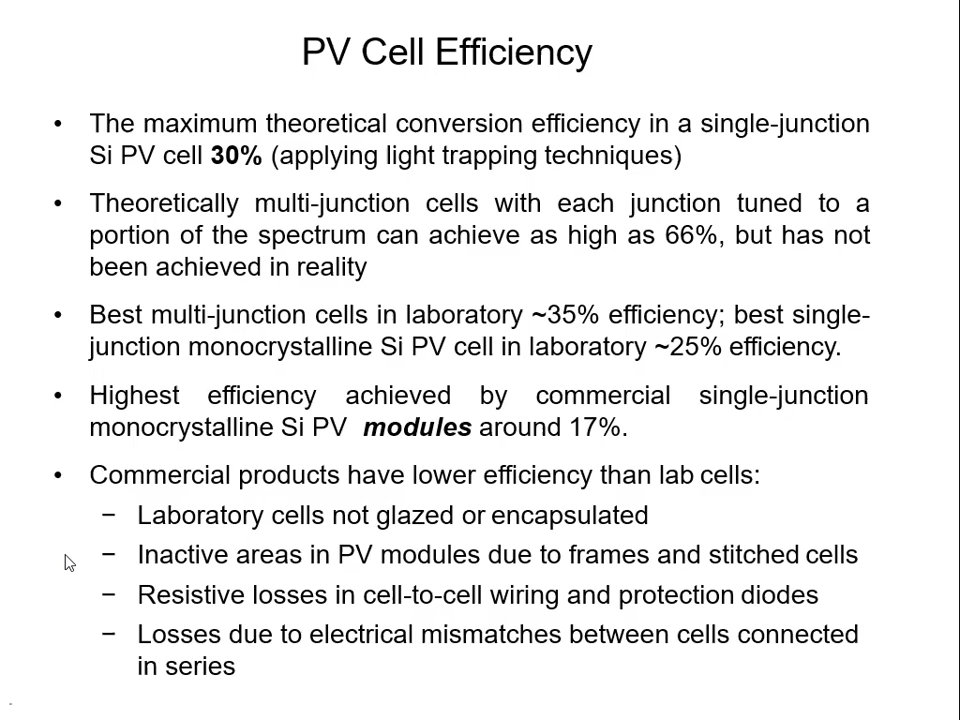 PV Cell Efficiency
• The maximum theoretical conversion efficiency in a single-junction
Si PV cell 30% (applying light trapping techniques)
• Theoretically multi-junction cells with each junction tuned to a
portion of the spectrum can achieve as high as 66%, but has not
been achieved in reality
• Best multi-junction cells in laboratory ~35% efficiency; best single-
junction monocrystalline Si PV cell in laboratory ~25% efficiency.
• Highest efficiency achieved by commercial single-junction
monocrystalline Si PV modules around 17%.
• Commercial products have lower efficiency than lab cells:
− Laboratory cells not glazed or encapsulated
− Inactive areas in PV modules due to frames and stitched cells
− Resistive losses in cell-to-cell wiring and protection diodes
− Losses due to electrical mismatches between cells connected
in series